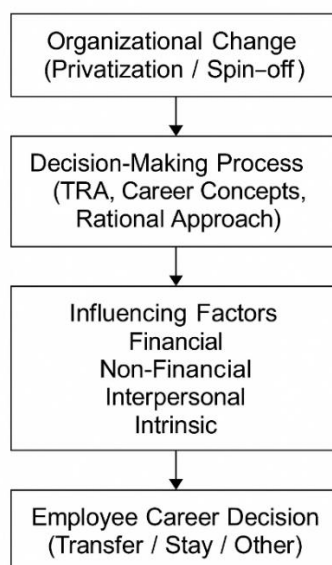 Organizational Change
(Privatization / Spin–off)
Decision-Making Process
(TRA, Career Concepts,
Rational Approach)
Influencing Factors
Financial
Non-Financial
Interpersonal
Intrinsic
Employee Career Decision
(Transfer / Stay / Other)